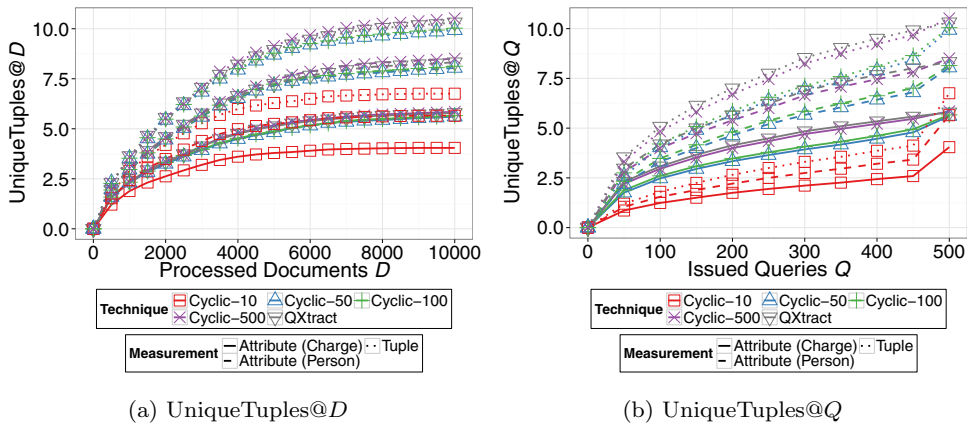 UniqueTuples@D
10.0
7.5
5.0
2.5
0.0
0 2000 4000 6000 8000 10000
Processed Documents D
Technique Cyclic−10 Cyclic−50 Cyclic−100
Cyclic−500 QXtract
Measurement Attribute (Charge) Tuple
Attribute (Person)
(a) UniqueTuples@D
UniqueTuples@Q
10.0
7.5
5.0
2.5
0.0
0 100 200 300 400 500
Issued Queries Q
Technique Cyclic−10 Cyclic−50 Cyclic−100
Cyclic−500 QXtract
Measurement Attribute (Charge) Tuple
Attribute (Person)
(b) UniqueTuples@Q